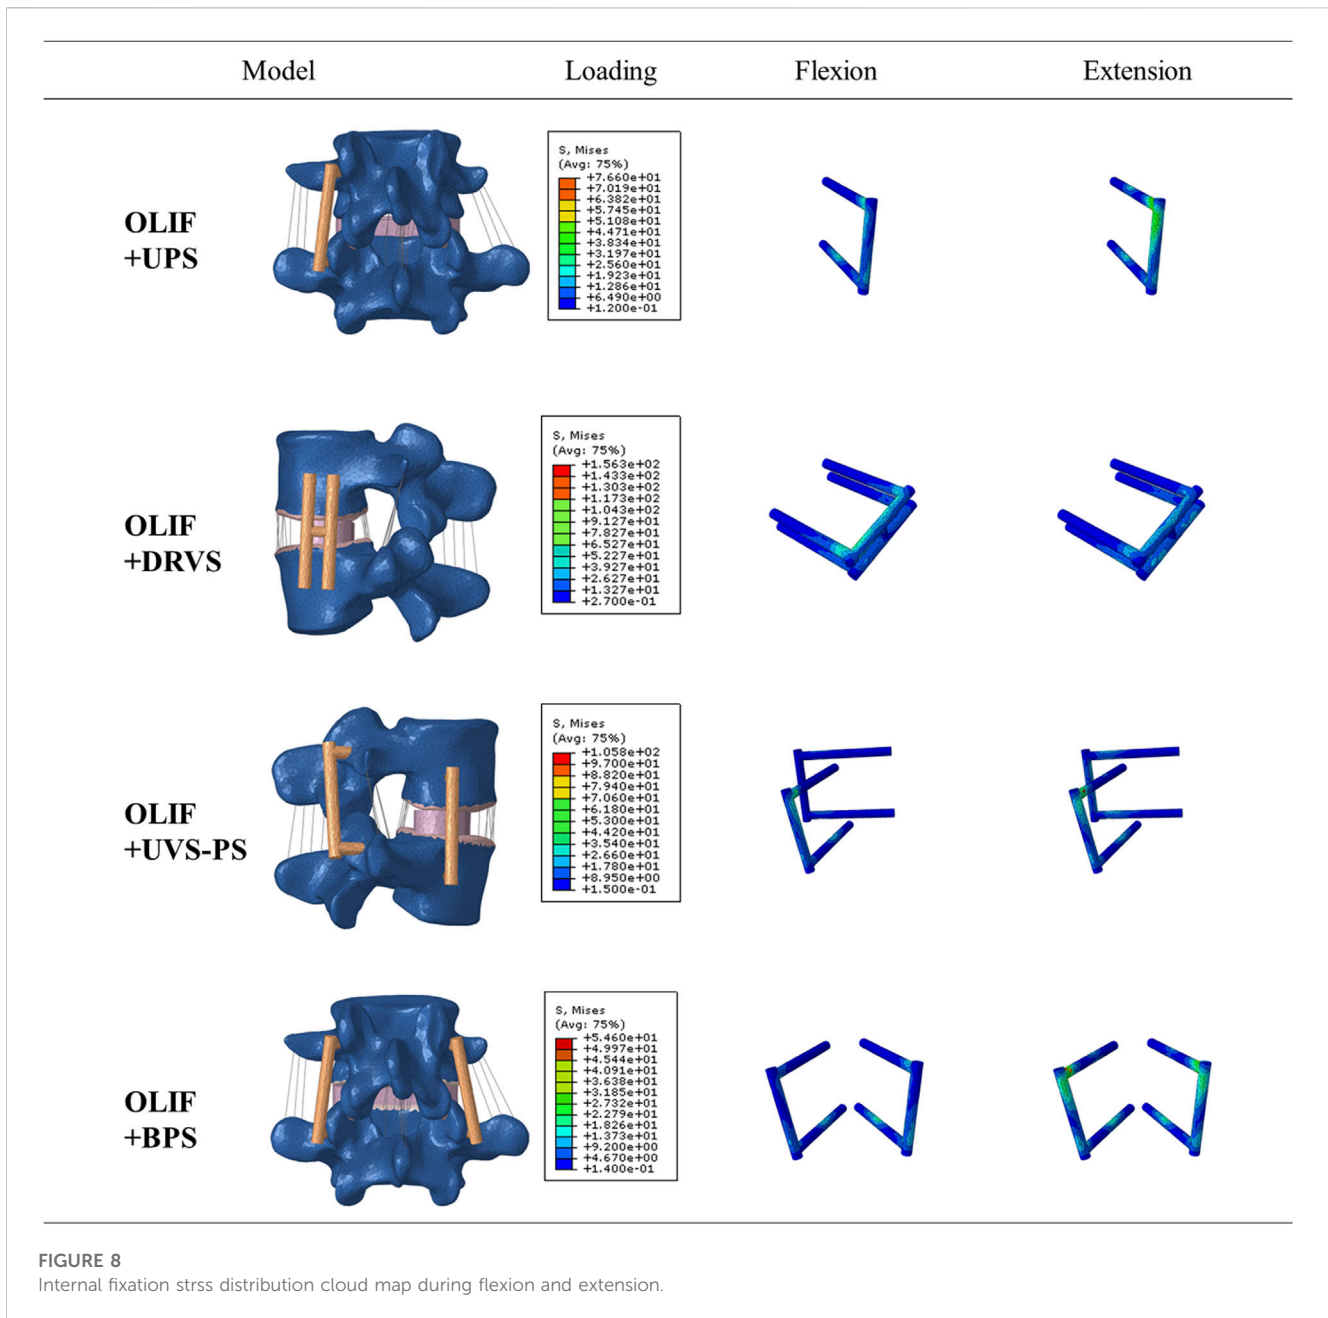 Model Loading Flexion Extension
OLIF
+UPS
S, Mises
(Avg: 75%)
+7.660e+01
+7.019e+01
+6.382e+01
+5.745e+01
+5.108e+01
+4.471e+01
+3.834e+01
+3.197e+01
+2.560e+01
+1.923e+01
+1.286e+01
+6.490e+00
+1.200e-01
OLIF
+DRVS
S, Mises
(Avg: 75%)
+1.563e+02
+1.433e+02
+1.303e+02
+1.173e+02
+1.043e+02
+9.127e+01
+7.827e+01
+6.527e+01
+5.227e+01
+3.927e+01
+2.627e+01
+1.327e+01
+2.700e-01
OLIF
+UVS-PS
S, Mises
(Avg: 75%)
+1.058e+02
+9.700e+01
+8.820e+01
+7.940e+01
+7.060e+01
+6.180e+01
+5.300e+01
+4.420e+01
+3.540e+01
+2.660e+01
+1.780e+01
+8.950e+00
+1.500e-01
OLIF
+BPS
S, Mises
(Avg: 75%)
+5.460e+01
+4.997e+01
+4.544e+01
+4.091e+01
+3.638e+01
+3.185e+01
+2.732e+01
+2.279e+01
+1.826e+01
+1.373e+01
+9.200e+00
+4.670e+00
+1.400e-01
FIGURE 8
Internal fixation strss distribution cloud map during flexion and extension.